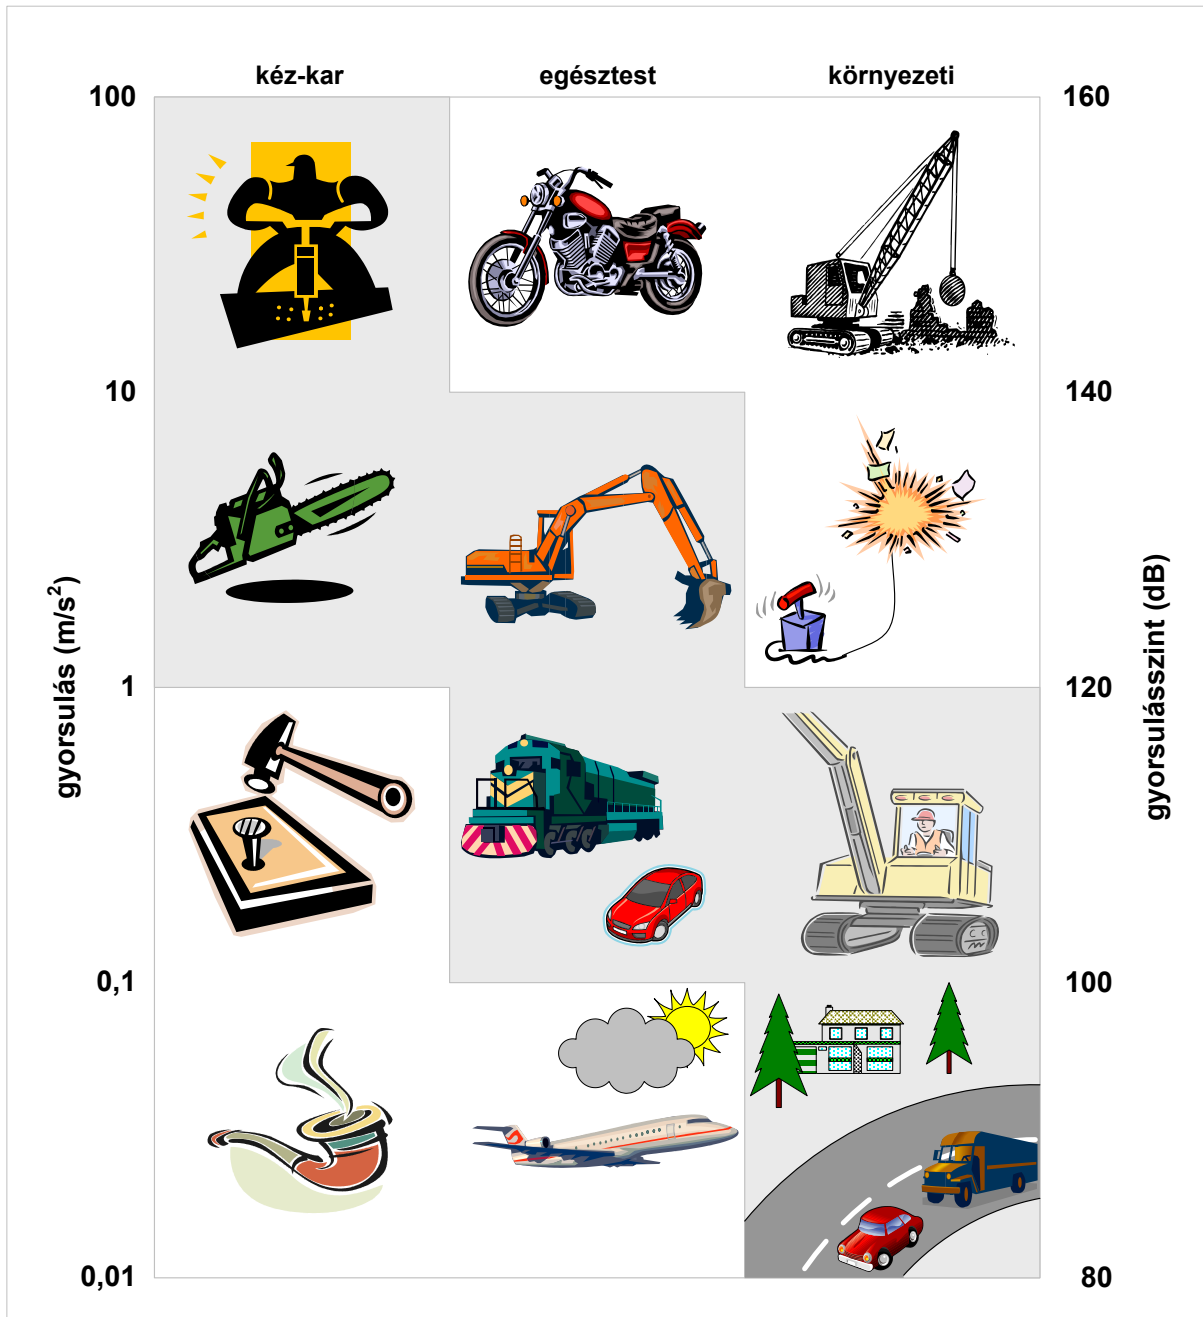 kéz-kar egésztest környezeti
100 160
10 140
gyorsulás (m/s²)
gyorsulásszint (dB)
1 120
0,1 100
0,01 80